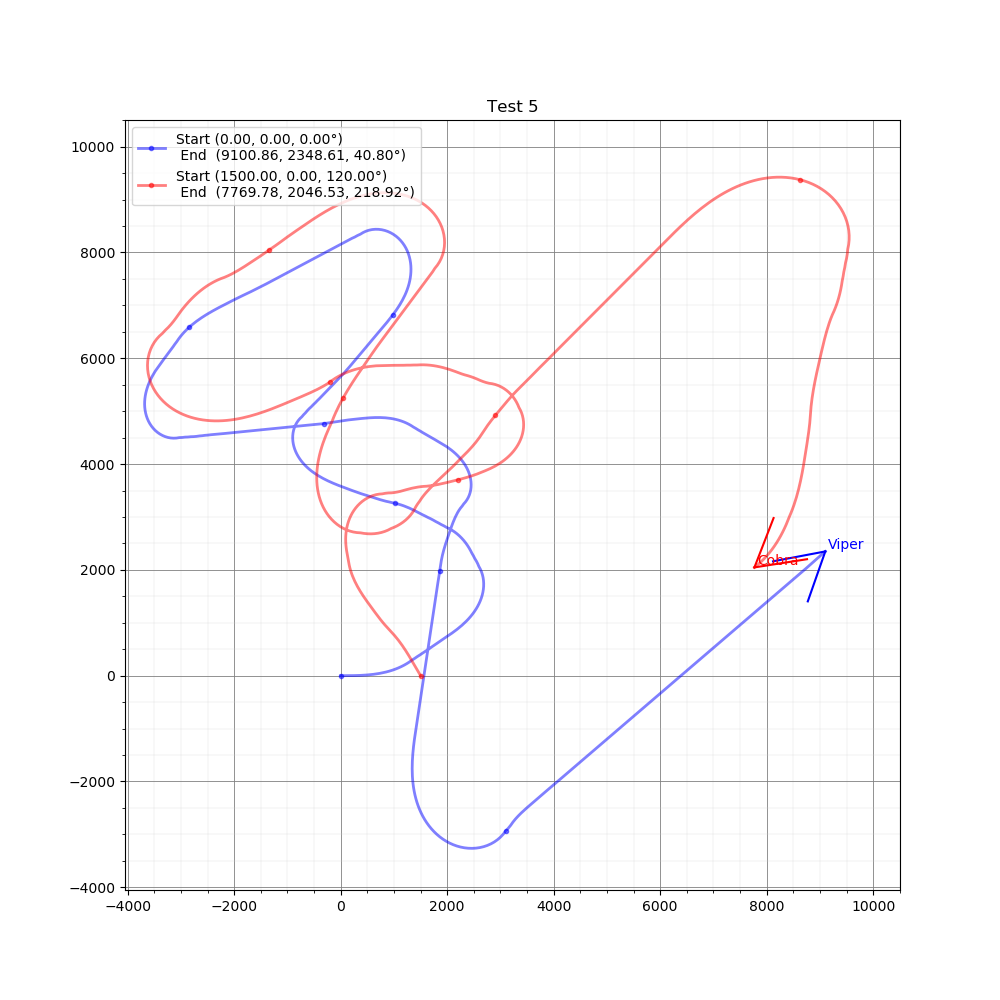 Test 5
Start (0.00, 0.00, 0.00°)
End (9100.86, 2348.61, 40.80°)
Start (1500.00, 0.00, 120.00°)
End (7769.78, 2046.53, 218.92°)
10000
8000
6000
4000
2000
0
−2000
−4000
Viper
Cobra
−4000 −2000 0 2000 4000 6000 8000 10000